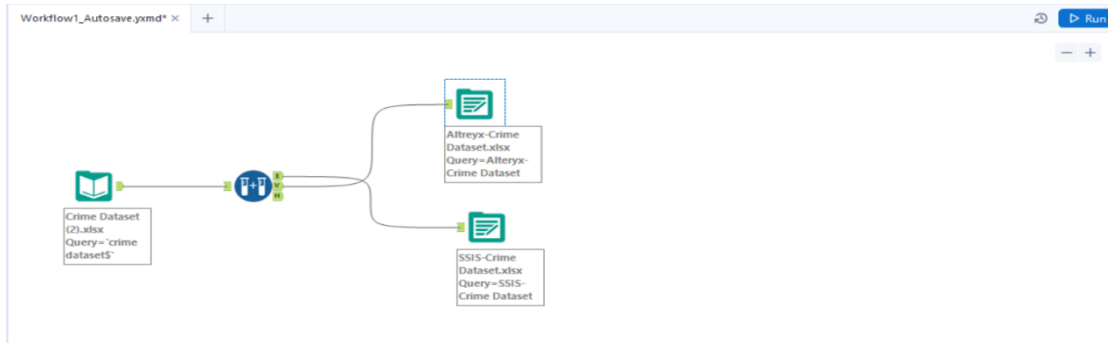 Workflow1_Autosave.yxmd*
Run
Altreyx-Crime
Dataset.xlsx
Query=Alteryx-
Crime Dataset
E
V
H
Crime Dataset
(2).xlsx
Query=`crime
dataset$`
SSIS-Crime
Dataset.xlsx
Query=SSIS-
Crime Dataset